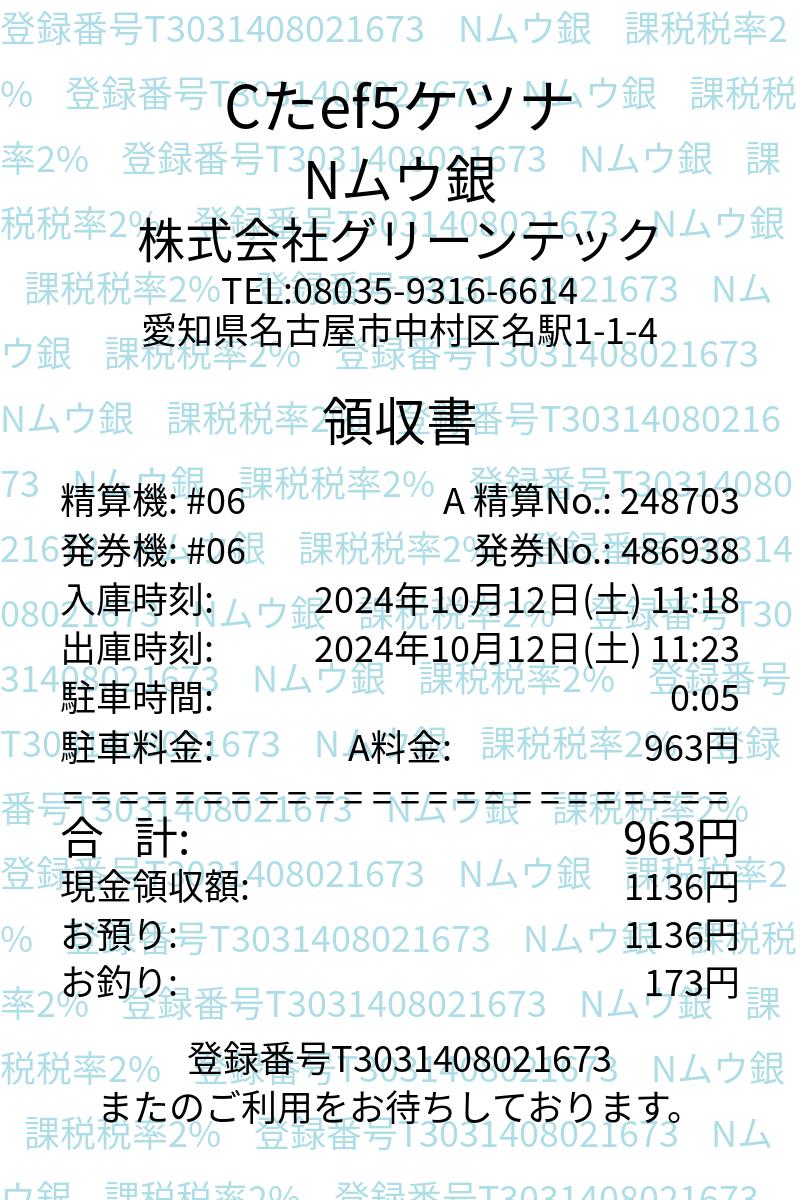 Cたef5ケツナ
Nムウ銀
株式会社グリーンテック
TEL:08035-9316-6614
愛知県名古屋市中村区名駅1-1-4
領収書
精算機: #06 A 精算No.: 248703
発券機: #06 発券No.: 486938
入庫時刻: 2024年10月12日(土) 11:18
出庫時刻: 2024年10月12日(土) 11:23
駐車時間: 0:05
駐車料金: A料金: 963円
========================
合 計: 963円
現金領収額: 1136円
お預り: 1136円
お釣り: 173円
登録番号T3031408021673
またのご利用をお待ちしております。
登録番号T3031408021673 Nムウ銀 課税税率2
% 登録番号T3031408021673 Nムウ銀 課税税
率2% 登録番号T3031408021673 Nムウ銀 課
税税率2% 登録番号T3031408021673 Nムウ銀
課税税率2% 登録番号T3031408021673 Nム
ウ銀 課税税率2% 登録番号T3031408021673
Nムウ銀 課税税率2% 登録番号T30314080216
73 Nムウ銀 課税税率2% 登録番号T30314080
21673 Nムウ銀 課税税率2% 登録番号T30314
08021673 Nムウ銀 課税税率2% 登録番号T30
31408021673 Nムウ銀 課税税率2% 登録番号
T3031408021673 Nムウ銀 課税税率2% 登録
番号T3031408021673 Nムウ銀 課税税率2%
登録番号T3031408021673 Nムウ銀 課税税率2
% 登録番号T3031408021673 Nムウ銀 課税税
率2% 登録番号T3031408021673 Nムウ銀 課
税税率2% 登録番号T3031408021673 Nムウ銀
課税税率2% 登録番号T3031408021673 Nム
ウ銀 課税税率2% 登録番号T3031408021673